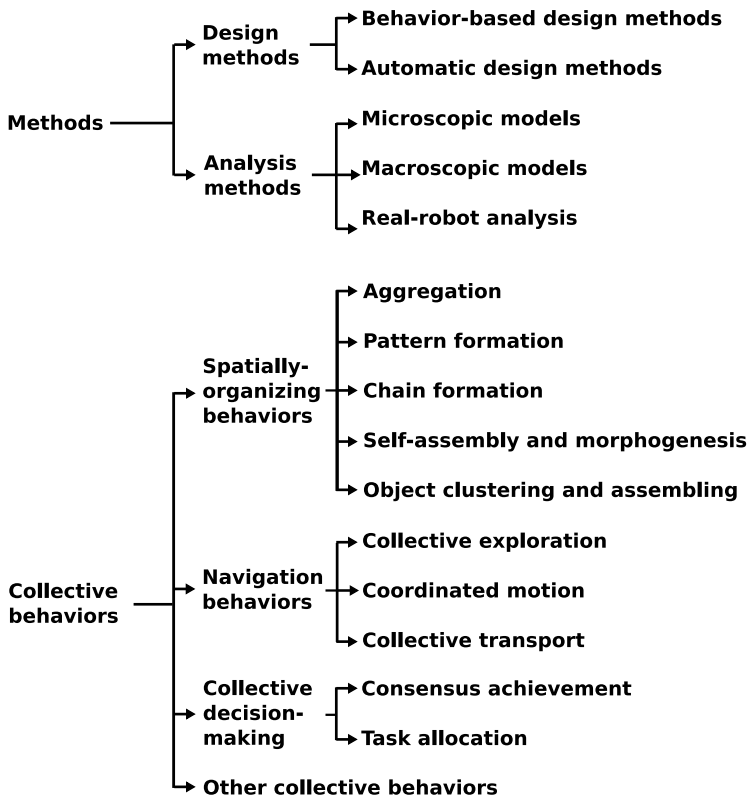 Methods
Design
methods
Behavior-based design methods
Automatic design methods
Analysis
methods
Microscopic models
Macroscopic models
Real-robot analysis
Collective
behaviors
Spatially-
organizing
behaviors
Aggregation
Pattern formation
Chain formation
Self-assembly and morphogenesis
Object clustering and assembling
Navigation
behaviors
Collective exploration
Coordinated motion
Collective transport
Collective
decision-
making
Consensus achievement
Task allocation
Other collective behaviors